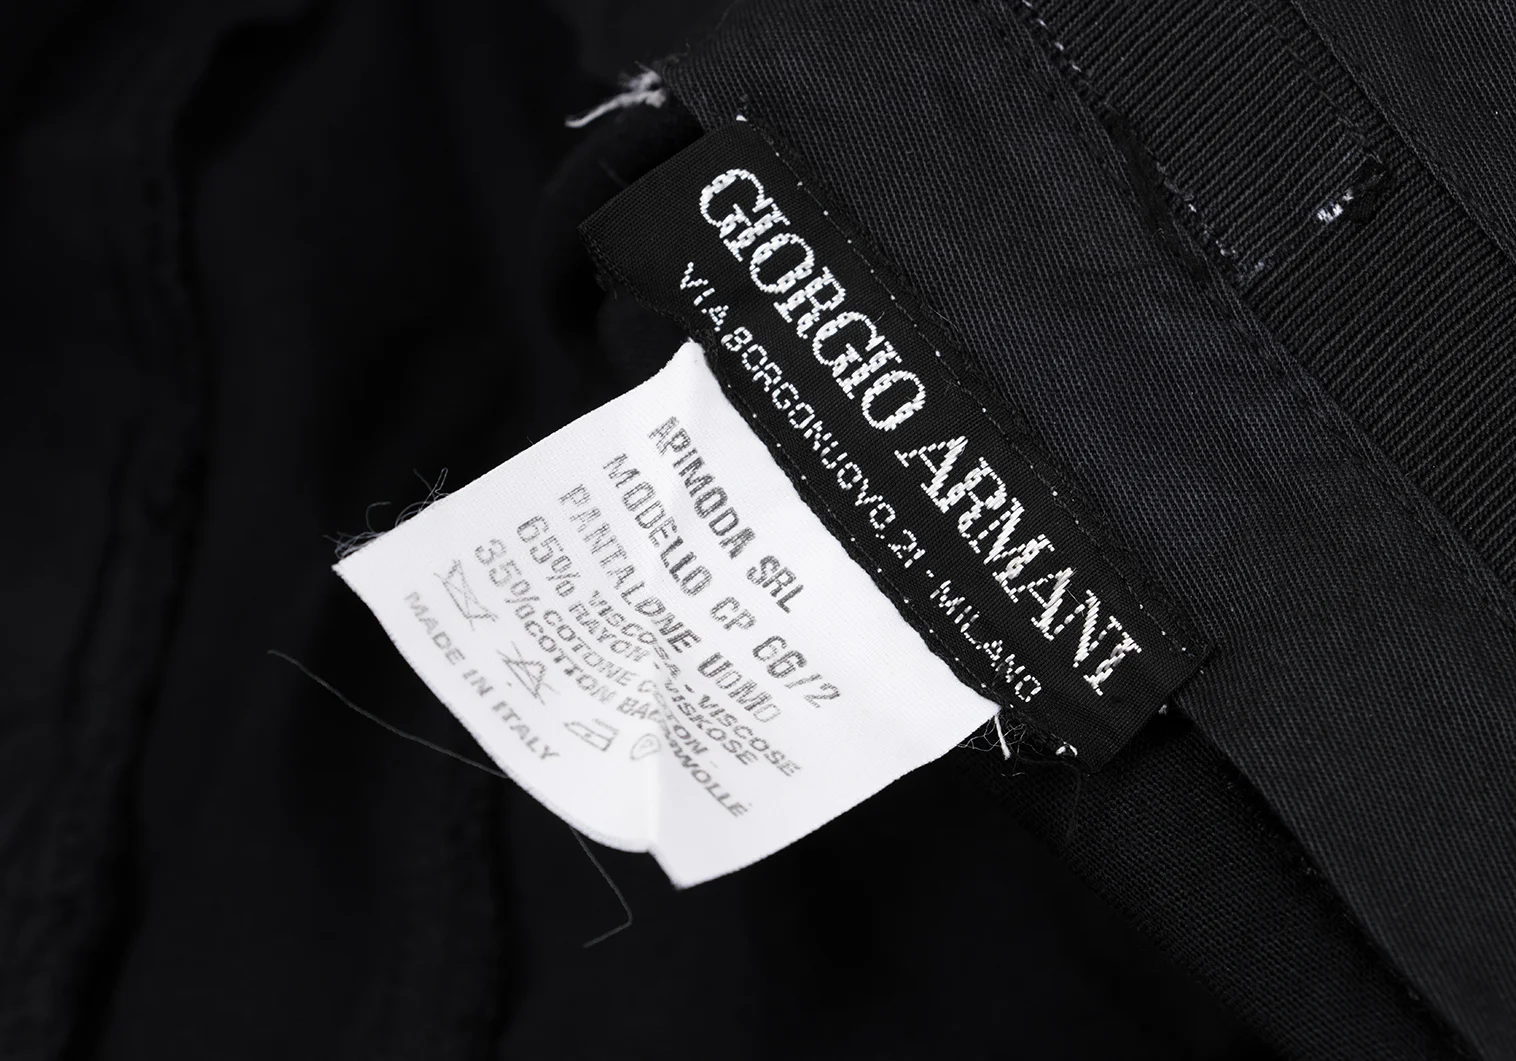 GIORGIO ARMANI
VIA BORGONUOVO,21-MILANO
APIMODA SRL
MODELLO CP 66/2
PANTALONE UOMO
65% VISCOSA - VISCOSE
RAYON - VISKOSE
35% COTONE COTON -
COTTON BAUMWOLLE
MADE IN ITALY